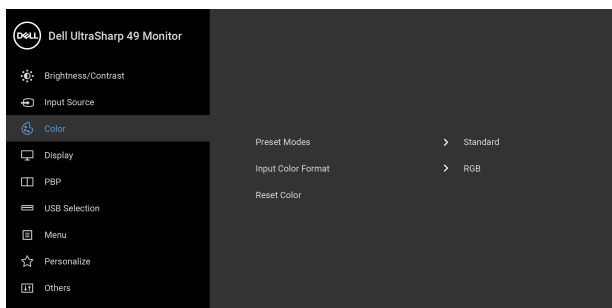 DELL Dell UltraSharp 49 Monitor
Brightness/Contrast
Input Source
Color
Display
PBP
USB Selection
Menu
Personalize
Others
Preset Modes > Standard
Input Color Format > RGB
Reset Color